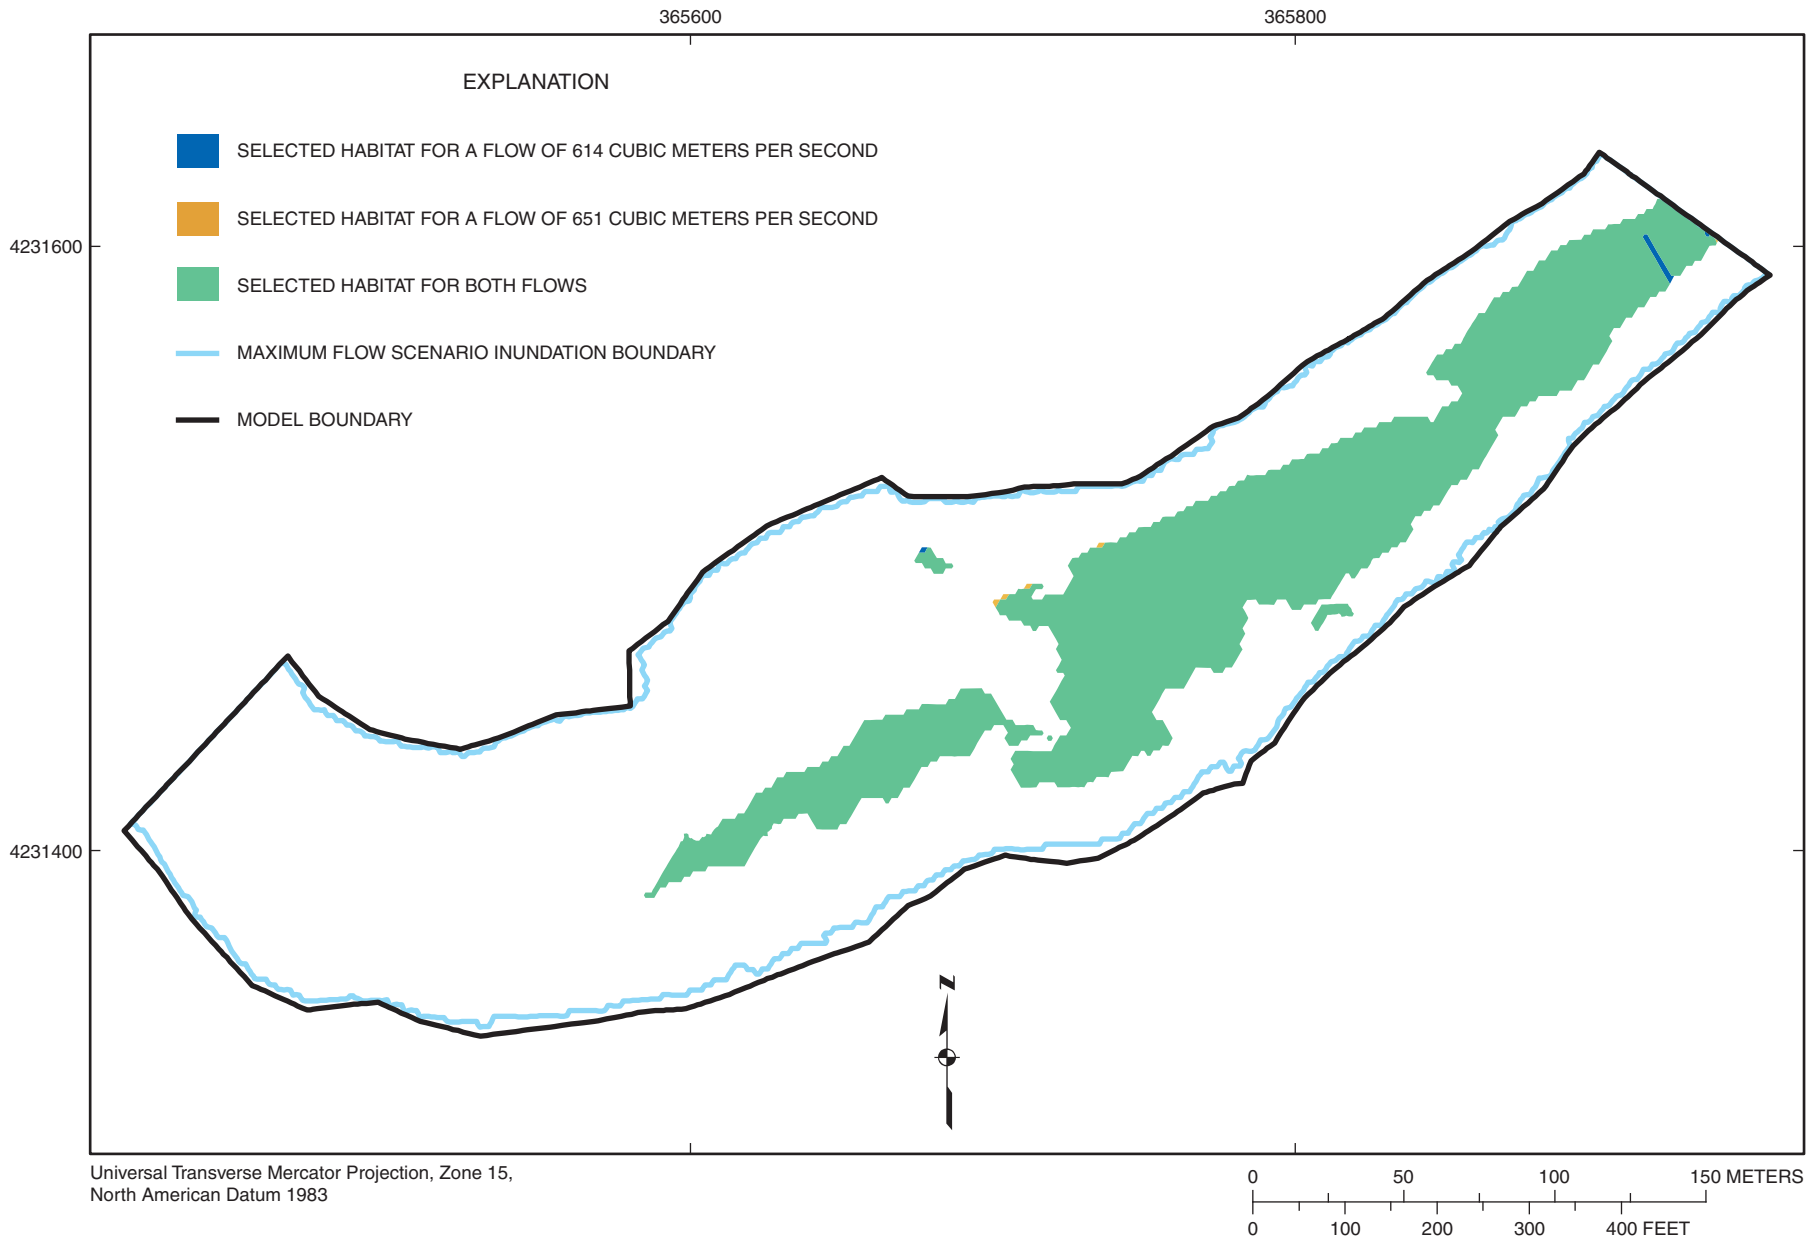 365600
365800
EXPLANATION
SELECTED HABITAT FOR A FLOW OF 614 CUBIC METERS PER SECOND
SELECTED HABITAT FOR A FLOW OF 651 CUBIC METERS PER SECOND
4231600
SELECTED HABITAT FOR BOTH FLOWS
MAXIMUM FLOW SCENARIO INUNDATION BOUNDARY
MODEL BOUNDARY
4231400
N
Universal Transverse Mercator Projection, Zone 15,
North American Datum 1983
0 50 100 150 METERS
0 100 200 300 400 FEET